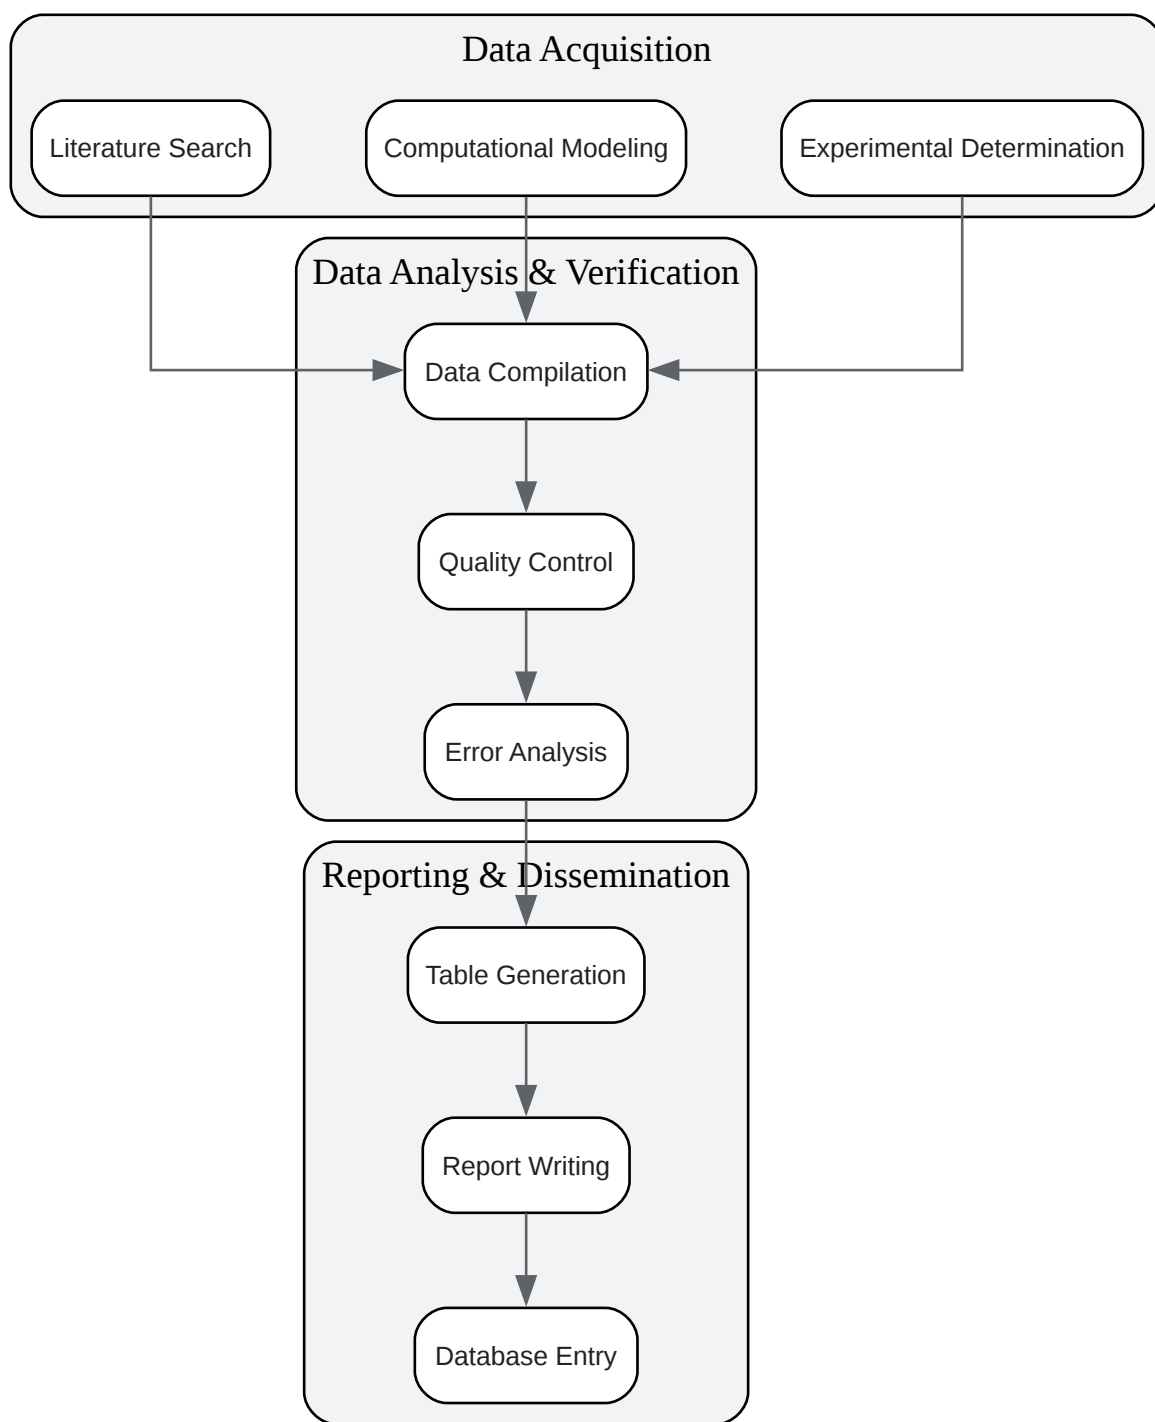 Data Acquisition
Literature Search
Computational Modeling
Experimental Determination
Data Analysis & Verification
Data Compilation
Quality Control
Error Analysis
Reporting & Dissemination
Table Generation
Report Writing
Database Entry